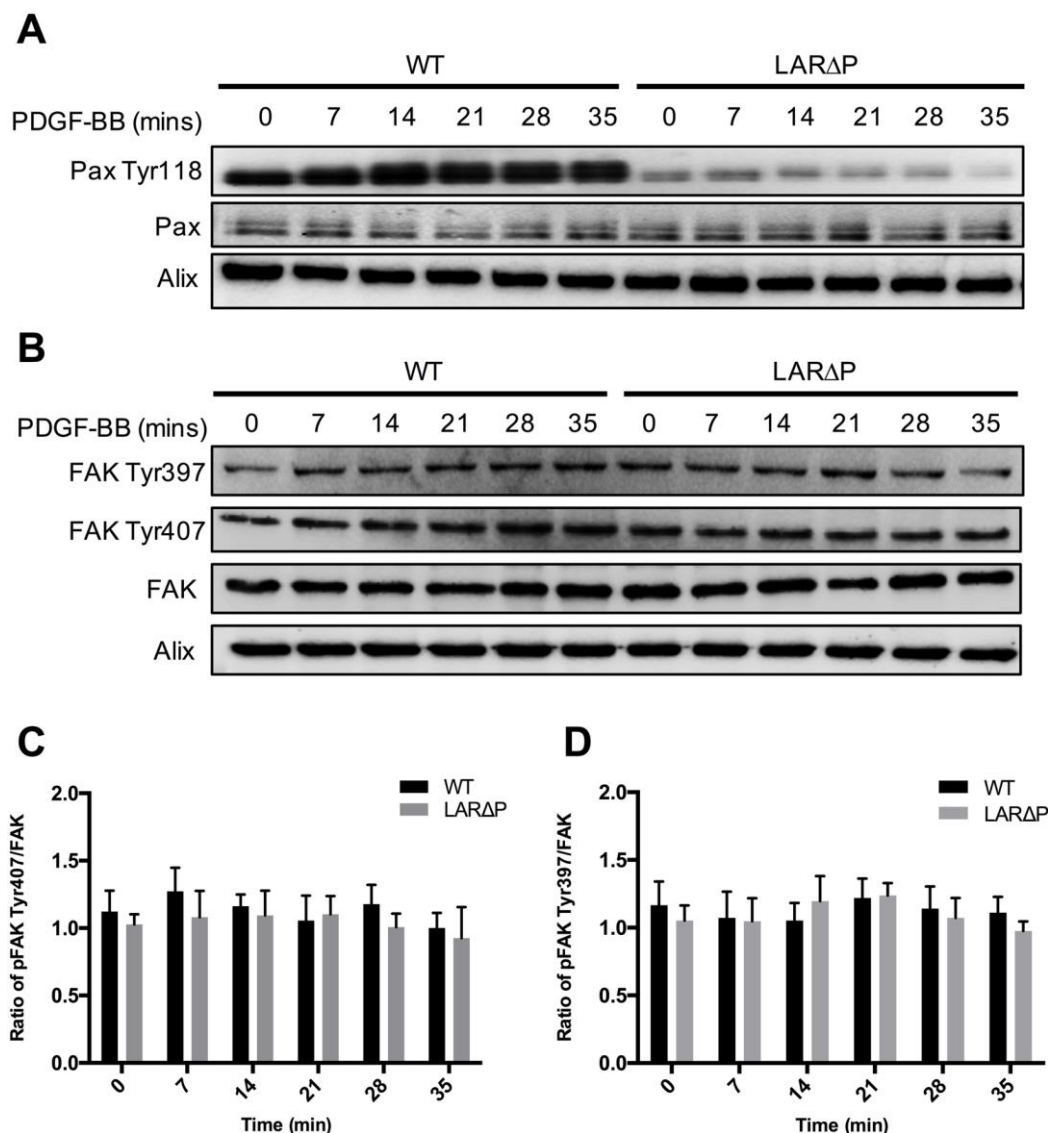 A
WT LARΔP
PDGF-BB (mins) 0 7 14 21 28 35 0 7 14 21 28 35
Pax Tyr118
Pax
Alix
B
WT LARΔP
PDGF-BB (mins) 0 7 14 21 28 35 0 7 14 21 28 35
FAK Tyr397
FAK Tyr407
FAK
Alix
C
WT
LARΔP
2.0
1.5
1.0
0.5
0.0
Ratio of pFAK Tyr407/FAK
0 7 14 21 28 35
Time (min)
D
WT
LARΔP
2.0
1.5
1.0
0.5
0.0
Ratio of pFAK Tyr397/FAK
0 7 14 21 28 35
Time (min)